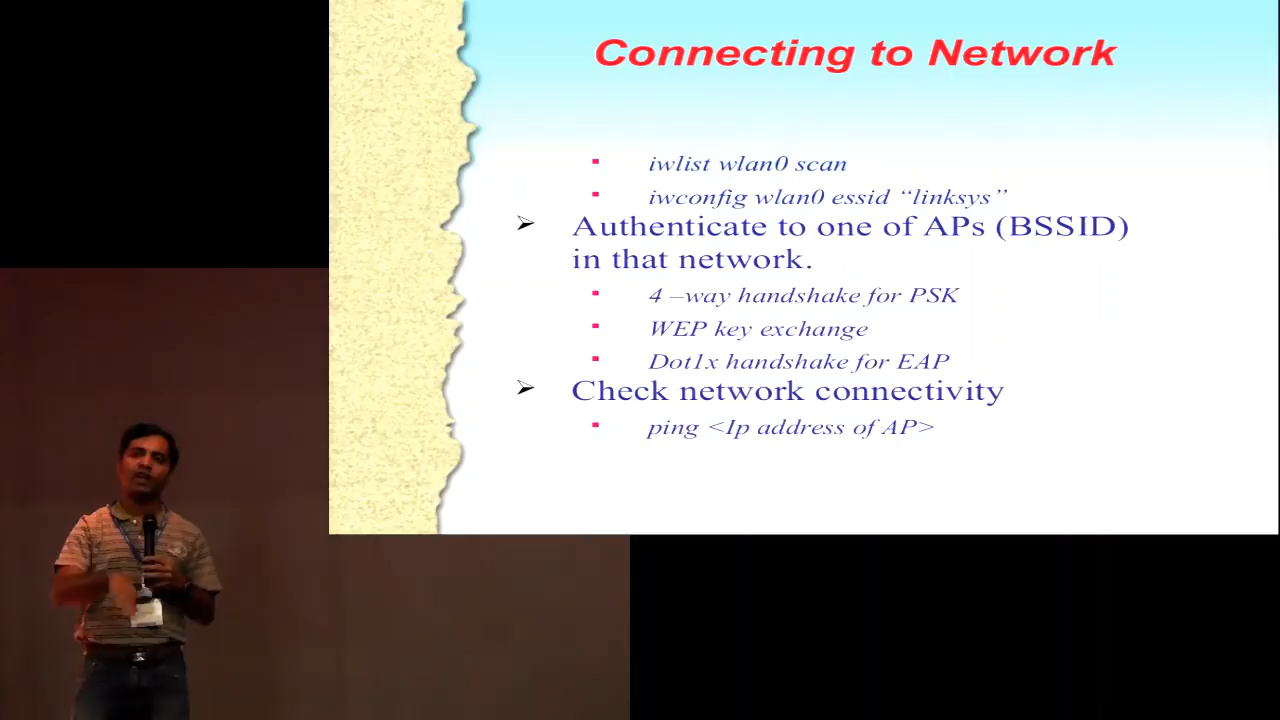 Connecting to Network
iwlist wlan0 scan
iwconfig wlan0 essid “linksys”
Authenticate to one of APs (BSSID)
in that network.
4 –way handshake for PSK
WEP key exchange
Dot1x handshake for EAP
Check network connectivity
ping <Ip address of AP>